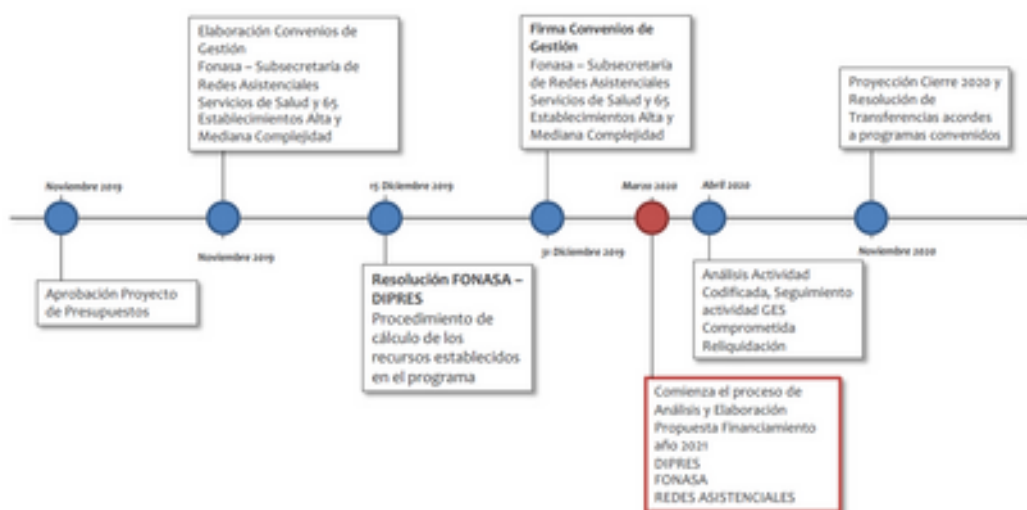 Elaboración Convenios de
Gestión
Fonasa – Subsecretaría de
Redes Asistenciales
Servicios de Salud y 65
Establecimientos Alta y
Mediana Complejidad
Firma Convenios de
Gestión
Fonasa – Subsecretaría
de Redes Asistenciales
Servicios de Salud y 65
Establecimientos Alta y
Mediana Complejidad
Proyección Cierre 2020 y
Resolución de
Transferencias acordes
a programas convenidos
Noviembre 2019
15 Diciembre 2019
Marzo 2020
Abril 2020
Noviembre 2019
31 Diciembre 2019
Noviembre 2020
Aprobación Proyecto
de Presupuestos
Resolución FONASA –
DIPRES
Procedimiento de
cálculo de los
recursos establecidos
en el programa
Análisis Actividad
Codificada, Seguimiento
actividad GES
Comprometida
Reliquidación
Comienza el proceso de
Análisis y Elaboración
Propuesta Financiamiento
año 2021
DIPRES
FONASA
REDES ASISTENCIALES